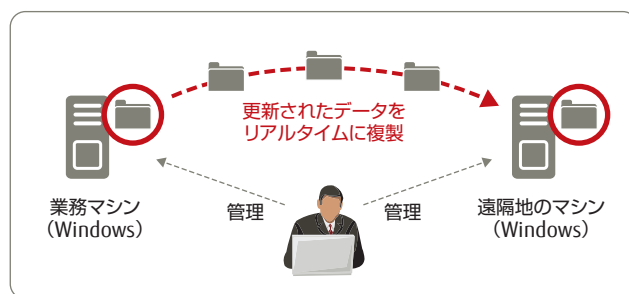 更新されたデータを
リアルタイムに複製
業務マシン
（Windows）
管理
管理
遠隔地のマシン
（Windows）